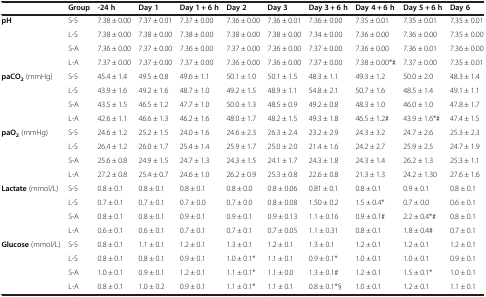 Group -24 h Day 1 Day 1 + 6 h Day 2 Day 3 Day 3 + 6 h Day 4 + 6 h Day 5 + 6 h Day 6
pH S-S 7.38 ± 0.00 7.37 ± 0.01 7.37 ± 0.00 7.36 ± 0.00 7.36 ± 0.01 7.36 ± 0.00 7.35 ± 0.01 7.35 ± 0.01 7.35 ± 0.01
L-S 7.38 ± 0.00 7.38 ± 0.00 7.38 ± 0.00 7.38 ± 0.00 7.38 ± 0.00 7.34 ± 0.00 7.36 ± 0.00 7.36 ± 0.00 7.35 ± 0.00
S-A 7.36 ± 0.00 7.37 ± 0.00 7.36 ± 0.00 7.37 ± 0.00 7.36 ± 0.00 7.37 ± 0.00 7.36 ± 0.00 7.36 ± 0.01 7.36 ± 0.00
L-A 7.37 ± 0.00 7.37 ± 0.00 7.37 ± 0.00 7.36 ± 0.00 7.36 ± 0.00 7.37 ± 0.00 7.38 ± 0.00*# 7.37 ± 0.00 7.35 ± 0.01
paCO2 (mmHg) S-S 45.4 ± 1.4 49.5 ± 0.8 49.6 ± 1.1 50.1 ± 1.0 50.1 ± 1.5 48.3 ± 1.1 49.3 ± 1.2 50.0 ± 2.0 48.3 ± 1.4
L-S 43.9 ± 1.6 49.2 ± 1.6 48.7 ± 1.0 49.2 ± 1.5 48.9 ± 1.1 54.8 ± 2.1 50.7 ± 1.6 48.5 ± 1.4 49.1 ± 1.1
S-A 43.5 ± 1.5 46.5 ± 1.2 47.7 ± 1.0 50.0 ± 1.3 48.5 ± 0.9 49.2 ± 0.8 48.3 ± 1.0 46.0 ± 1.0 47.8 ± 1.7
L-A 42.6 ± 1.1 46.6 ± 1.3 46.2 ± 1.6 48.0 ± 1.7 48.2 ± 1.5 49.3 ± 1.8 46.5 ± 1.2# 43.9 ± 1.6*# 47.4 ± 1.5
paO2 (mmHg) S-S 24.6 ± 1.2 25.2 ± 1.5 24.0 ± 1.6 24.6 ± 2.3 26.3 ± 2.4 23.2 ± 2.9 24.3 ± 3.2 24.7 ± 2.6 25.3 ± 2.3
L-S 26.4 ± 1.2 26.0 ± 1.7 25.4 ± 1.4 25.9 ± 1.7 25.0 ± 2.0 21.4 ± 1.6 24.2 ± 2.7 25.9 ± 2.5 24.7 ± 1.9
S-A 25.6 ± 0.8 24.9 ± 1.5 24.7 ± 1.3 24.3 ± 1.5 24.1 ± 1.7 24.3 ± 1.8 24.3 ± 1.4 26.2 ± 1.3 25.3 ± 1.1
L-A 27.2 ± 0.8 25.4 ± 0.7 24.6 ± 1.0 26.2 ± 0.9 25.3 ± 0.8 22.6 ± 0.8 21.3 ± 1.3 24.2 ± 1.30 27.6 ± 1.6
Lactate (mmol/L) S-S 0.8 ± 0.1 0.8 ± 0.1 0.8 ± 0.1 0.8 ± 0.0 0.8 ± 0.06 0.81 ± 0.1 0.8 ± 0.1 0.9 ± 0.1 0.8 ± 0.1
L-S 0.7 ± 0.1 0.7 ± 0.1 0.7 ± 0.0 0.7 ± 0.0 0.8 ± 0.08 1.50 ± 0.2 1.5 ± 0.4* 0.7 ± 0.0 0.6 ± 0.1
S-A 0.8 ± 0.1 0.8 ± 0.1 0.9 ± 0.1 0.9 ± 0.1 0.9 ± 0.13 1.1 ± 0.16 0.9 ± 0.1# 2.2 ± 0.4*# 0.8 ± 0.1
L-A 0.6 ± 0.1 0.6 ± 0.1 0.7 ± 0.1 0.7 ± 0.1 0.7 ± 0.05 1.1 ± 0.31 0.8 ± 0.1 1.8 ± 0.4# 0.7 ± 0.1
Glucose (mmol/L) S-S 0.8 ± 0.1 1.1 ± 0.1 1.2 ± 0.1 1.3 ± 0.1 1.2 ± 0.1 1.3 ± 0.1 1.2 ± 0.1 1.2 ± 0.1 1.2 ± 0.1
L-S 0.8 ± 0.1 0.8 ± 0.1 0.9 ± 0.1 1.0 ± 0.1* 1.1 ± 0.1 0.9 ± 0.1* 1.0 ± 0.1 1.0 ± 0.1 0.9 ± 0.1
S-A 1.0 ± 0.1 0.9 ± 0.1 1.2 ± 0.1 1.1 ± 0.1* 1.1 ± 0.0 1.3 ± 0.1# 1.2 ± 0.1 1.5 ± 0.1* 1.0 ± 0.1
L-A 0.8 ± 0.1 1.0 ± 0.2 0.9 ± 0.1 1.1 ± 0.1* 1.1 ± 0.1 0.8 ± 0.1*§ 1.0 ± 0.1 1.2 ± 0.1 1.1 ± 0.1